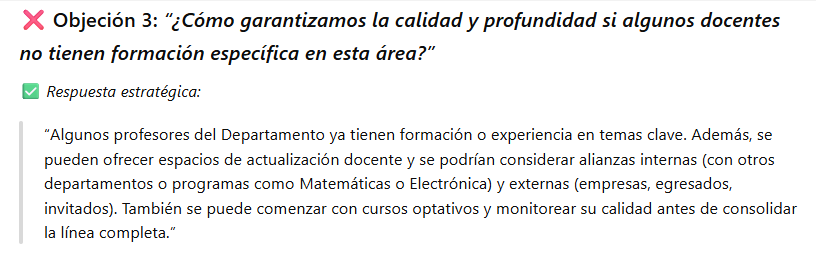 ❌ Objeción 3: "¿Cómo garantizamos la calidad y profundidad si algunos docentes
no tienen formación específica en esta área?"
✅ Respuesta estratégica:
"Algunos profesores del Departamento ya tienen formación o experiencia en temas clave. Además, se
pueden ofrecer espacios de actualización docente y se podrían considerar alianzas internas (con otros
departamentos o programas como Matemáticas o Electrónica) y externas (empresas, egresados,
invitados). También se puede comenzar con cursos optativos y monitorear su calidad antes de consolidar
la línea completa."